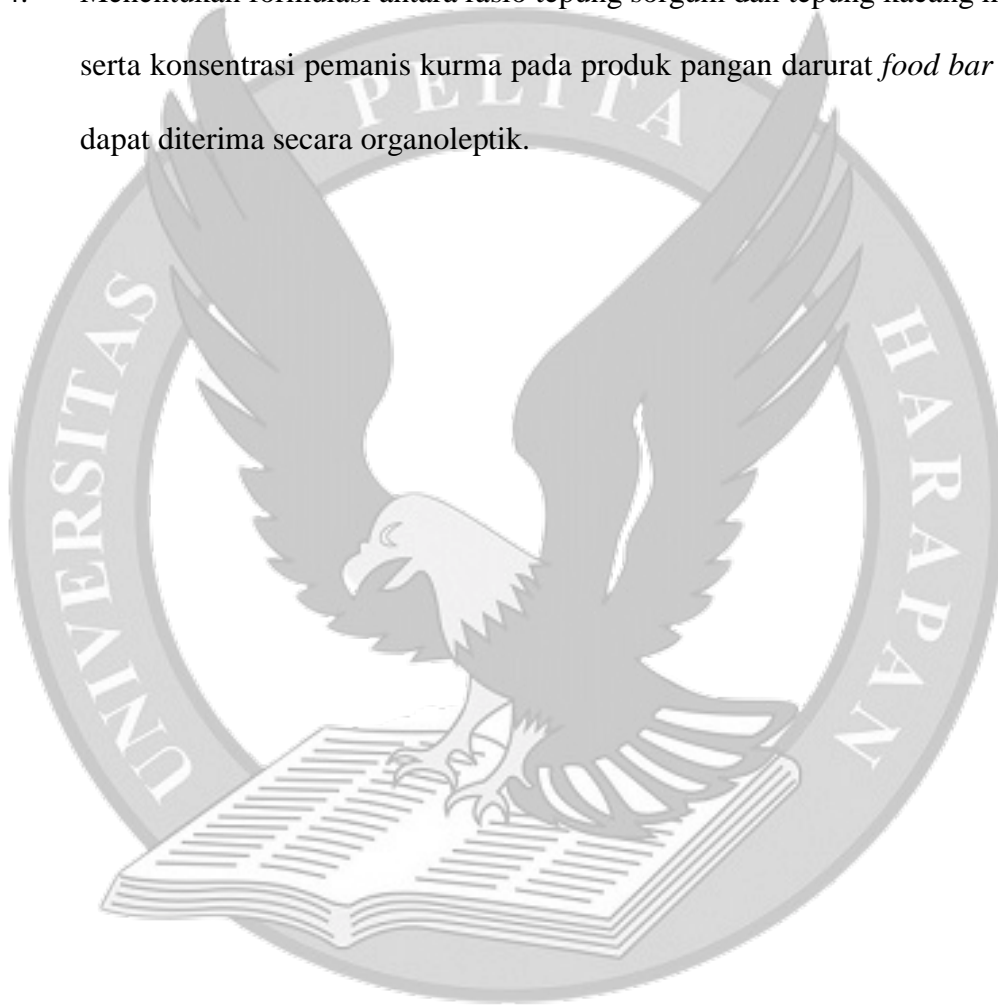 serta konsentrasi pemanis kurma pada produk pangan darurat food bar
dapat diterima secara organoleptik.
UNIVERSITAS
PELITA
HARAPAN